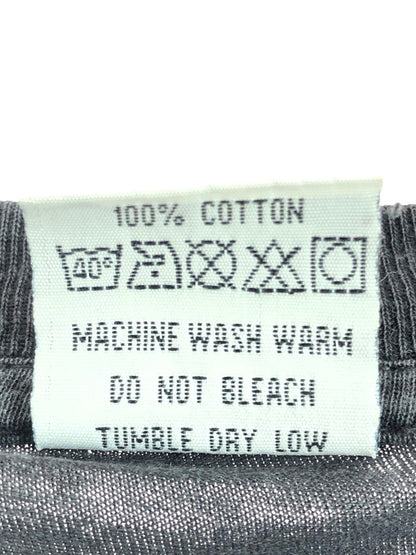 100% COTTON
40°
MACHINE WASH WARM
DO NOT BLEACH
TUMBLE DRY LOW